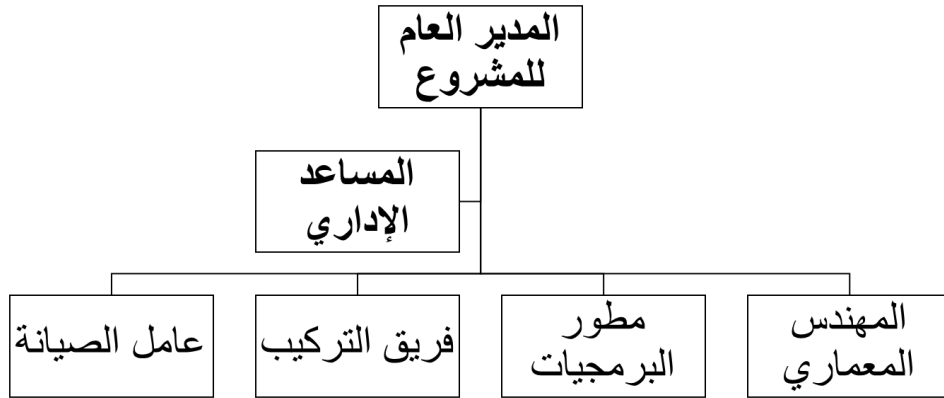 المدير العام
للمشروع
المساعد
الإداري
المهندس
المعماري
مطور
البرمجيات
فريق التركيب
عامل الصيانة